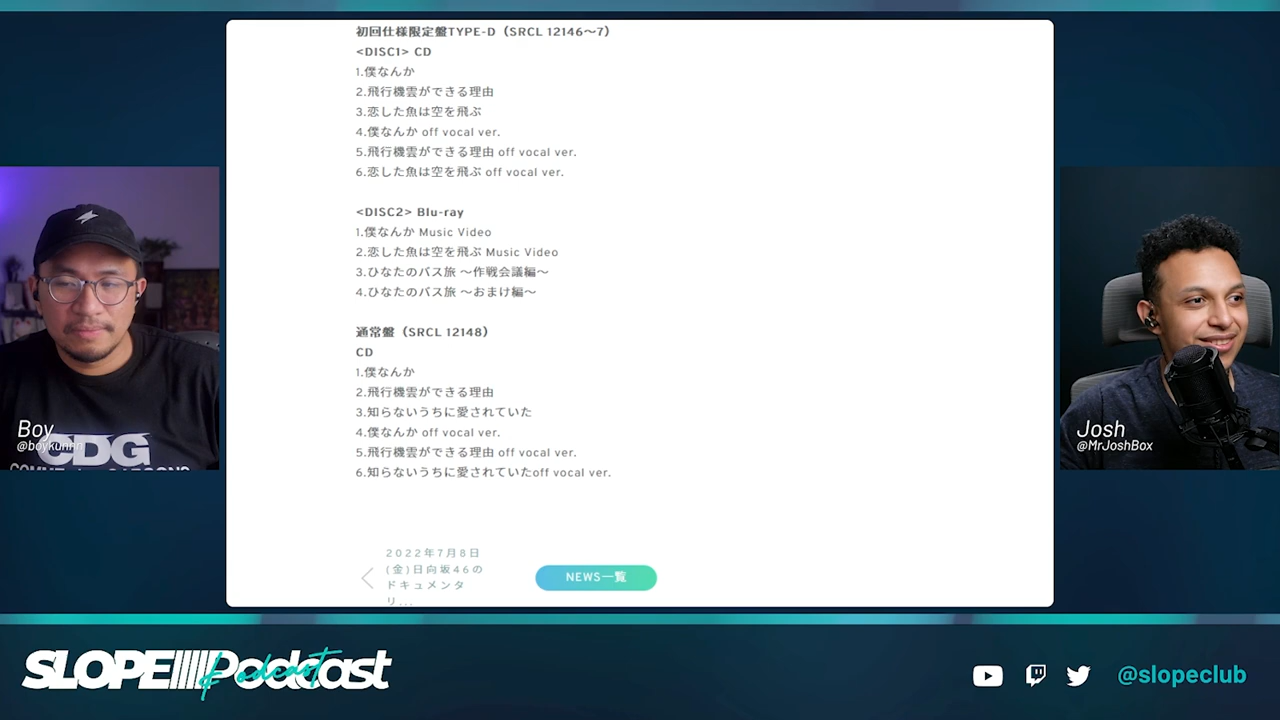 初回仕様限定盤TYPE-D（SRCL 12146～7）
<DISC1> CD
1.僕なんか
2.飛行機雲ができる理由
3.恋した魚は空を飛ぶ
4.僕なんか off vocal ver.
5.飛行機雲ができる理由 off vocal ver.
6.恋した魚は空を飛ぶ off vocal ver.
<DISC2> Blu-ray
1.僕なんか Music Video
2.恋した魚は空を飛ぶ Music Video
3.ひなたのバス旅 ～作戦会議編～
4.ひなたのバス旅 ～おまけ編～
通常盤（SRCL 12148）
CD
1.僕なんか
2.飛行機雲ができる理由
3.知らないうちに愛されていた
4.僕なんか off vocal ver.
5.飛行機雲ができる理由 off vocal ver.
6.知らないうちに愛されていたoff vocal ver.
2022年7月8日
(金)日向坂46の
ドキュメンタ
リ...
NEWS一覧
Boy
@boykunnn
CDG
Josh
@MrJoshBox
SLOPE Podcast
Podcast
@slopeclub